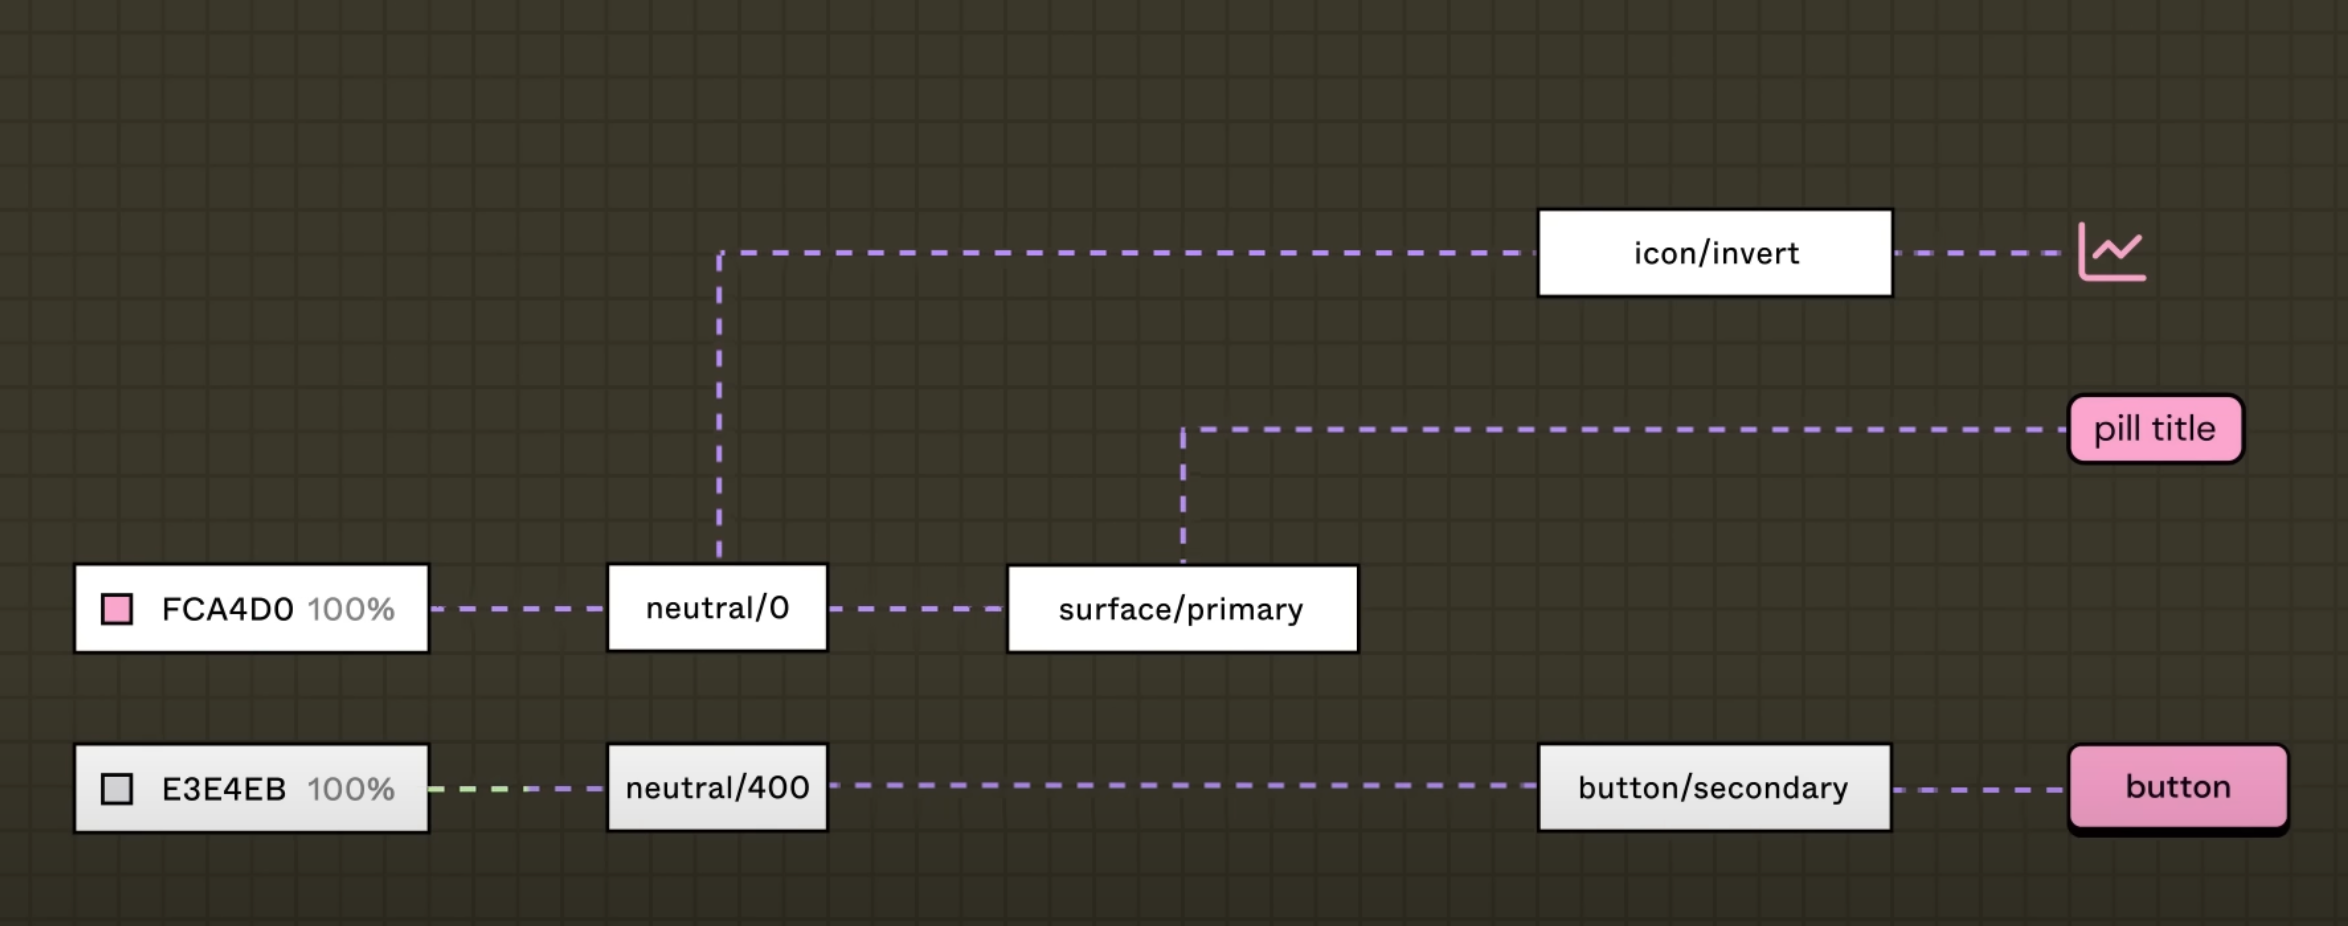 icon/invert
pill title
FCA4D0 100%
neutral/0
surface/primary
E3E4EB 100%
neutral/400
button/secondary
button